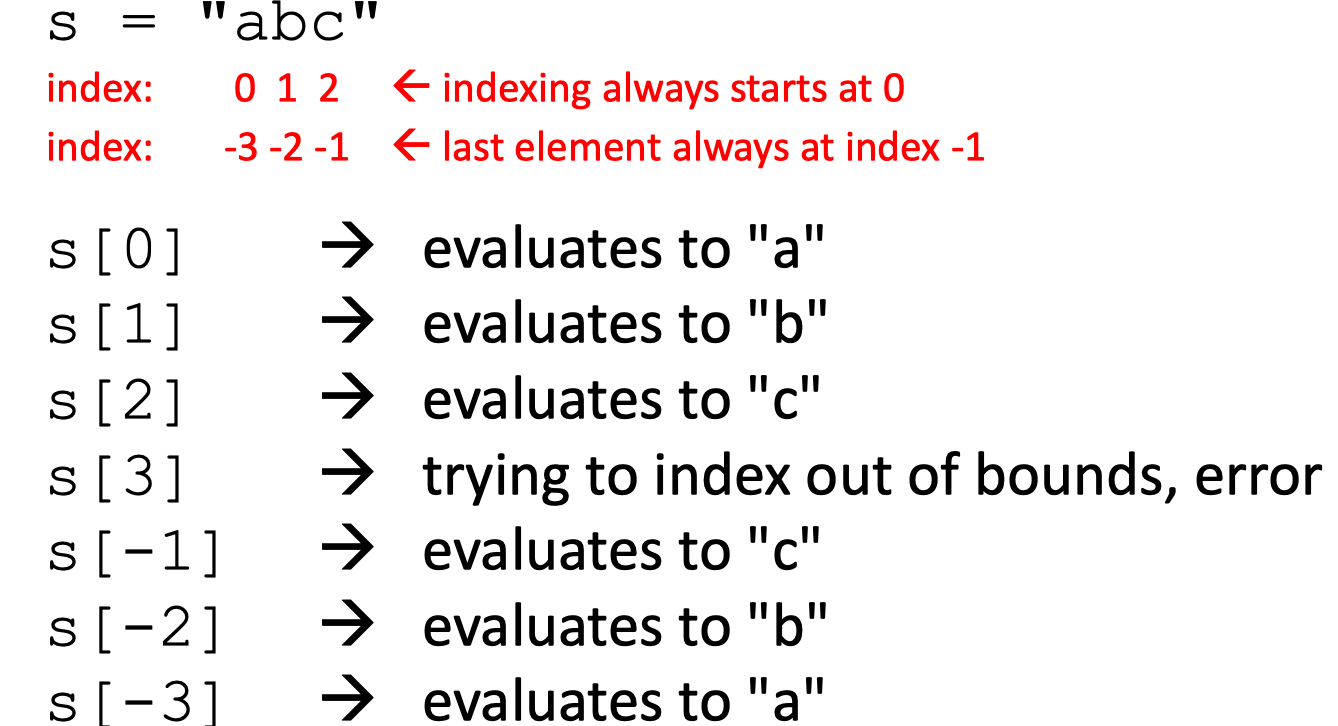 s = "abc"
index: 0 1 2 ← indexing always starts at 0
index: -3 -2 -1 ← last element always at index -1
s[0] → evaluates to "a"
s[1] → evaluates to "b"
s[2] → evaluates to "c"
s[3] → trying to index out of bounds, error
s[-1] → evaluates to "c"
s[-2] → evaluates to "b"
s[-3] → evaluates to "a"